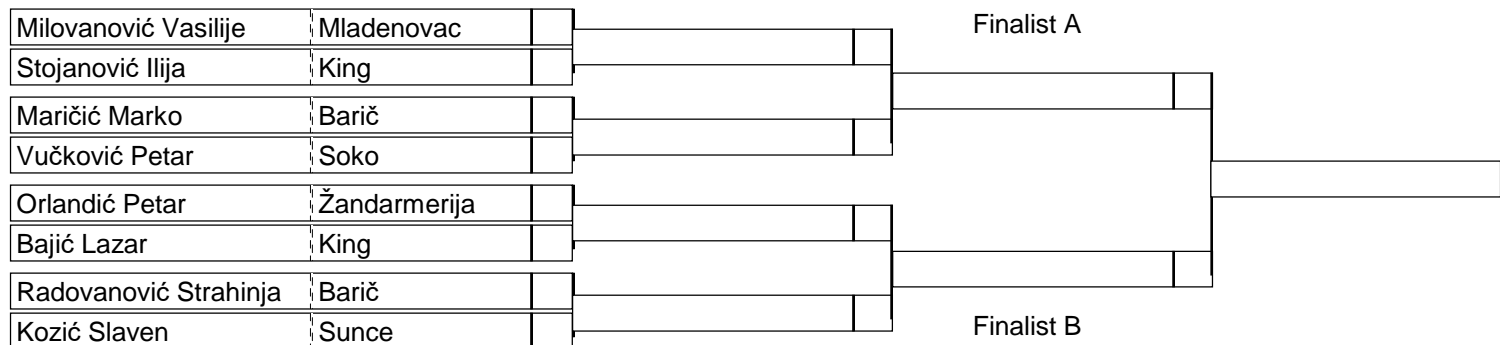 Milovanović Vasilije Mladenovac
Finalist A
Stojanović Ilija King
Maričić Marko Barič
Vučković Petar Soko
Orlandić Petar Žandarmerija
Bajić Lazar King
Radovanović Strahinja Barič
Kozić Slaven Sunce
Finalist B